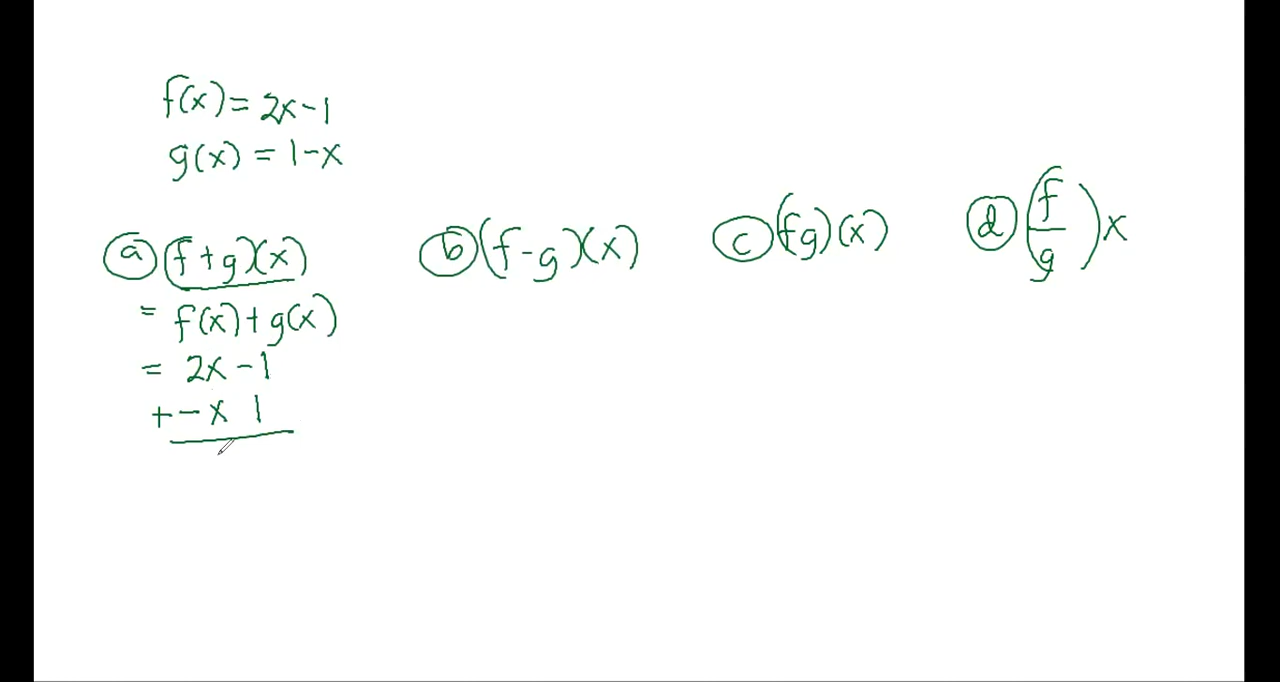 f(x) = 2x - 1
g(x) = 1 - x
a (f + g)(x)
= f(x) + g(x)
= 2x - 1
+ - x 1
b (f - g)(x)
c (fg)(x)
d (f/g)x